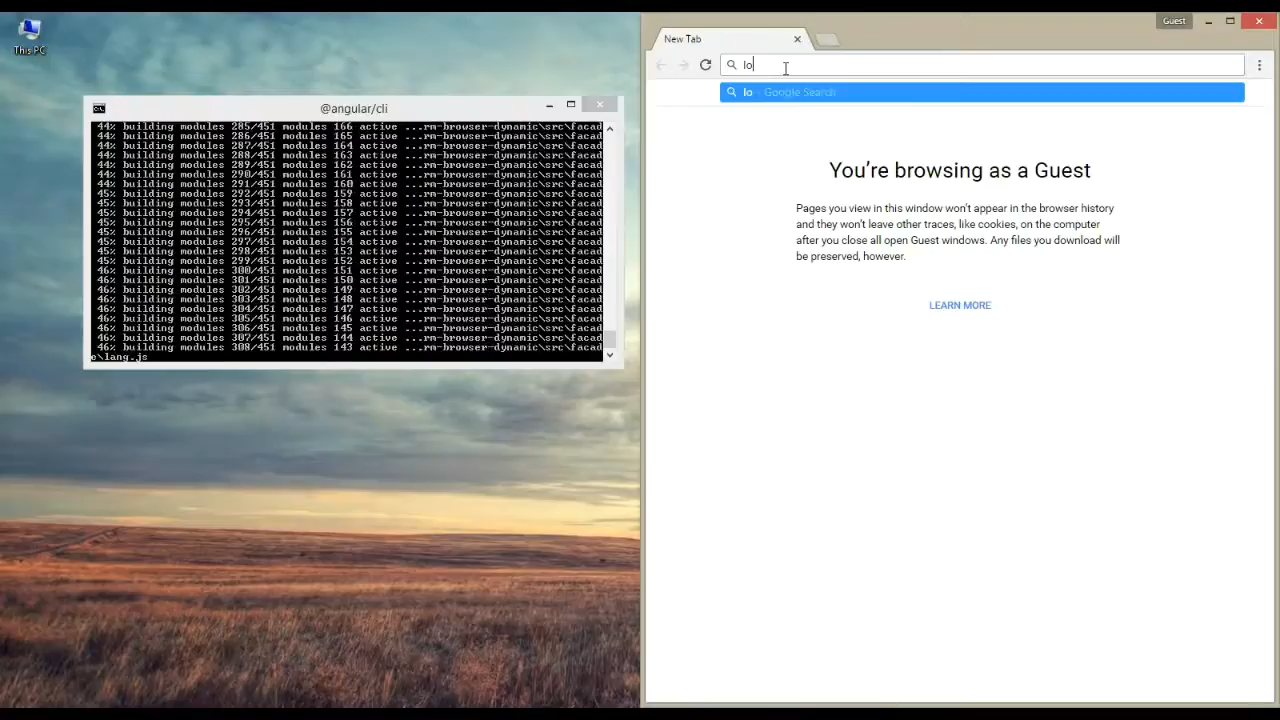 This PC
@angular/cli
44% building modules 285/451 modules 166 active ...rm-browser-dynamic\src\facad
44% building modules 286/451 modules 165 active ...rm-browser-dynamic\src\facad
44% building modules 287/451 modules 164 active ...rm-browser-dynamic\src\facad
44% building modules 288/451 modules 163 active ...rm-browser-dynamic\src\facad
44% building modules 289/451 modules 162 active ...rm-browser-dynamic\src\facad
44% building modules 290/451 modules 161 active ...rm-browser-dynamic\src\facad
44% building modules 291/451 modules 160 active ...rm-browser-dynamic\src\facad
45% building modules 292/451 modules 159 active ...rm-browser-dynamic\src\facad
45% building modules 293/451 modules 158 active ...rm-browser-dynamic\src\facad
45% building modules 294/451 modules 157 active ...rm-browser-dynamic\src\facad
45% building modules 295/451 modules 156 active ...rm-browser-dynamic\src\facad
45% building modules 296/451 modules 155 active ...rm-browser-dynamic\src\facad
45% building modules 297/451 modules 154 active ...rm-browser-dynamic\src\facad
45% building modules 298/451 modules 153 active ...rm-browser-dynamic\src\facad
45% building modules 299/451 modules 152 active ...rm-browser-dynamic\src\facad
46% building modules 300/451 modules 151 active ...rm-browser-dynamic\src\facad
46% building modules 301/451 modules 150 active ...rm-browser-dynamic\src\facad
46% building modules 302/451 modules 149 active ...rm-browser-dynamic\src\facad
46% building modules 303/451 modules 148 active ...rm-browser-dynamic\src\facad
46% building modules 304/451 modules 147 active ...rm-browser-dynamic\src\facad
46% building modules 305/451 modules 146 active ...rm-browser-dynamic\src\facad
46% building modules 306/451 modules 145 active ...rm-browser-dynamic\src\facad
46% building modules 307/451 modules 144 active ...rm-browser-dynamic\src\facad
46% building modules 308/451 modules 143 active ...rm-browser-dynamic\src\facad
e\lang.js
Guest
New Tab
lo
lo - Google Search
You're browsing as a Guest
Pages you view in this window won't appear in the browser history
and they won't leave other traces, like cookies, on the computer
after you close all open Guest windows. Any files you download will
be preserved, however.
LEARN MORE